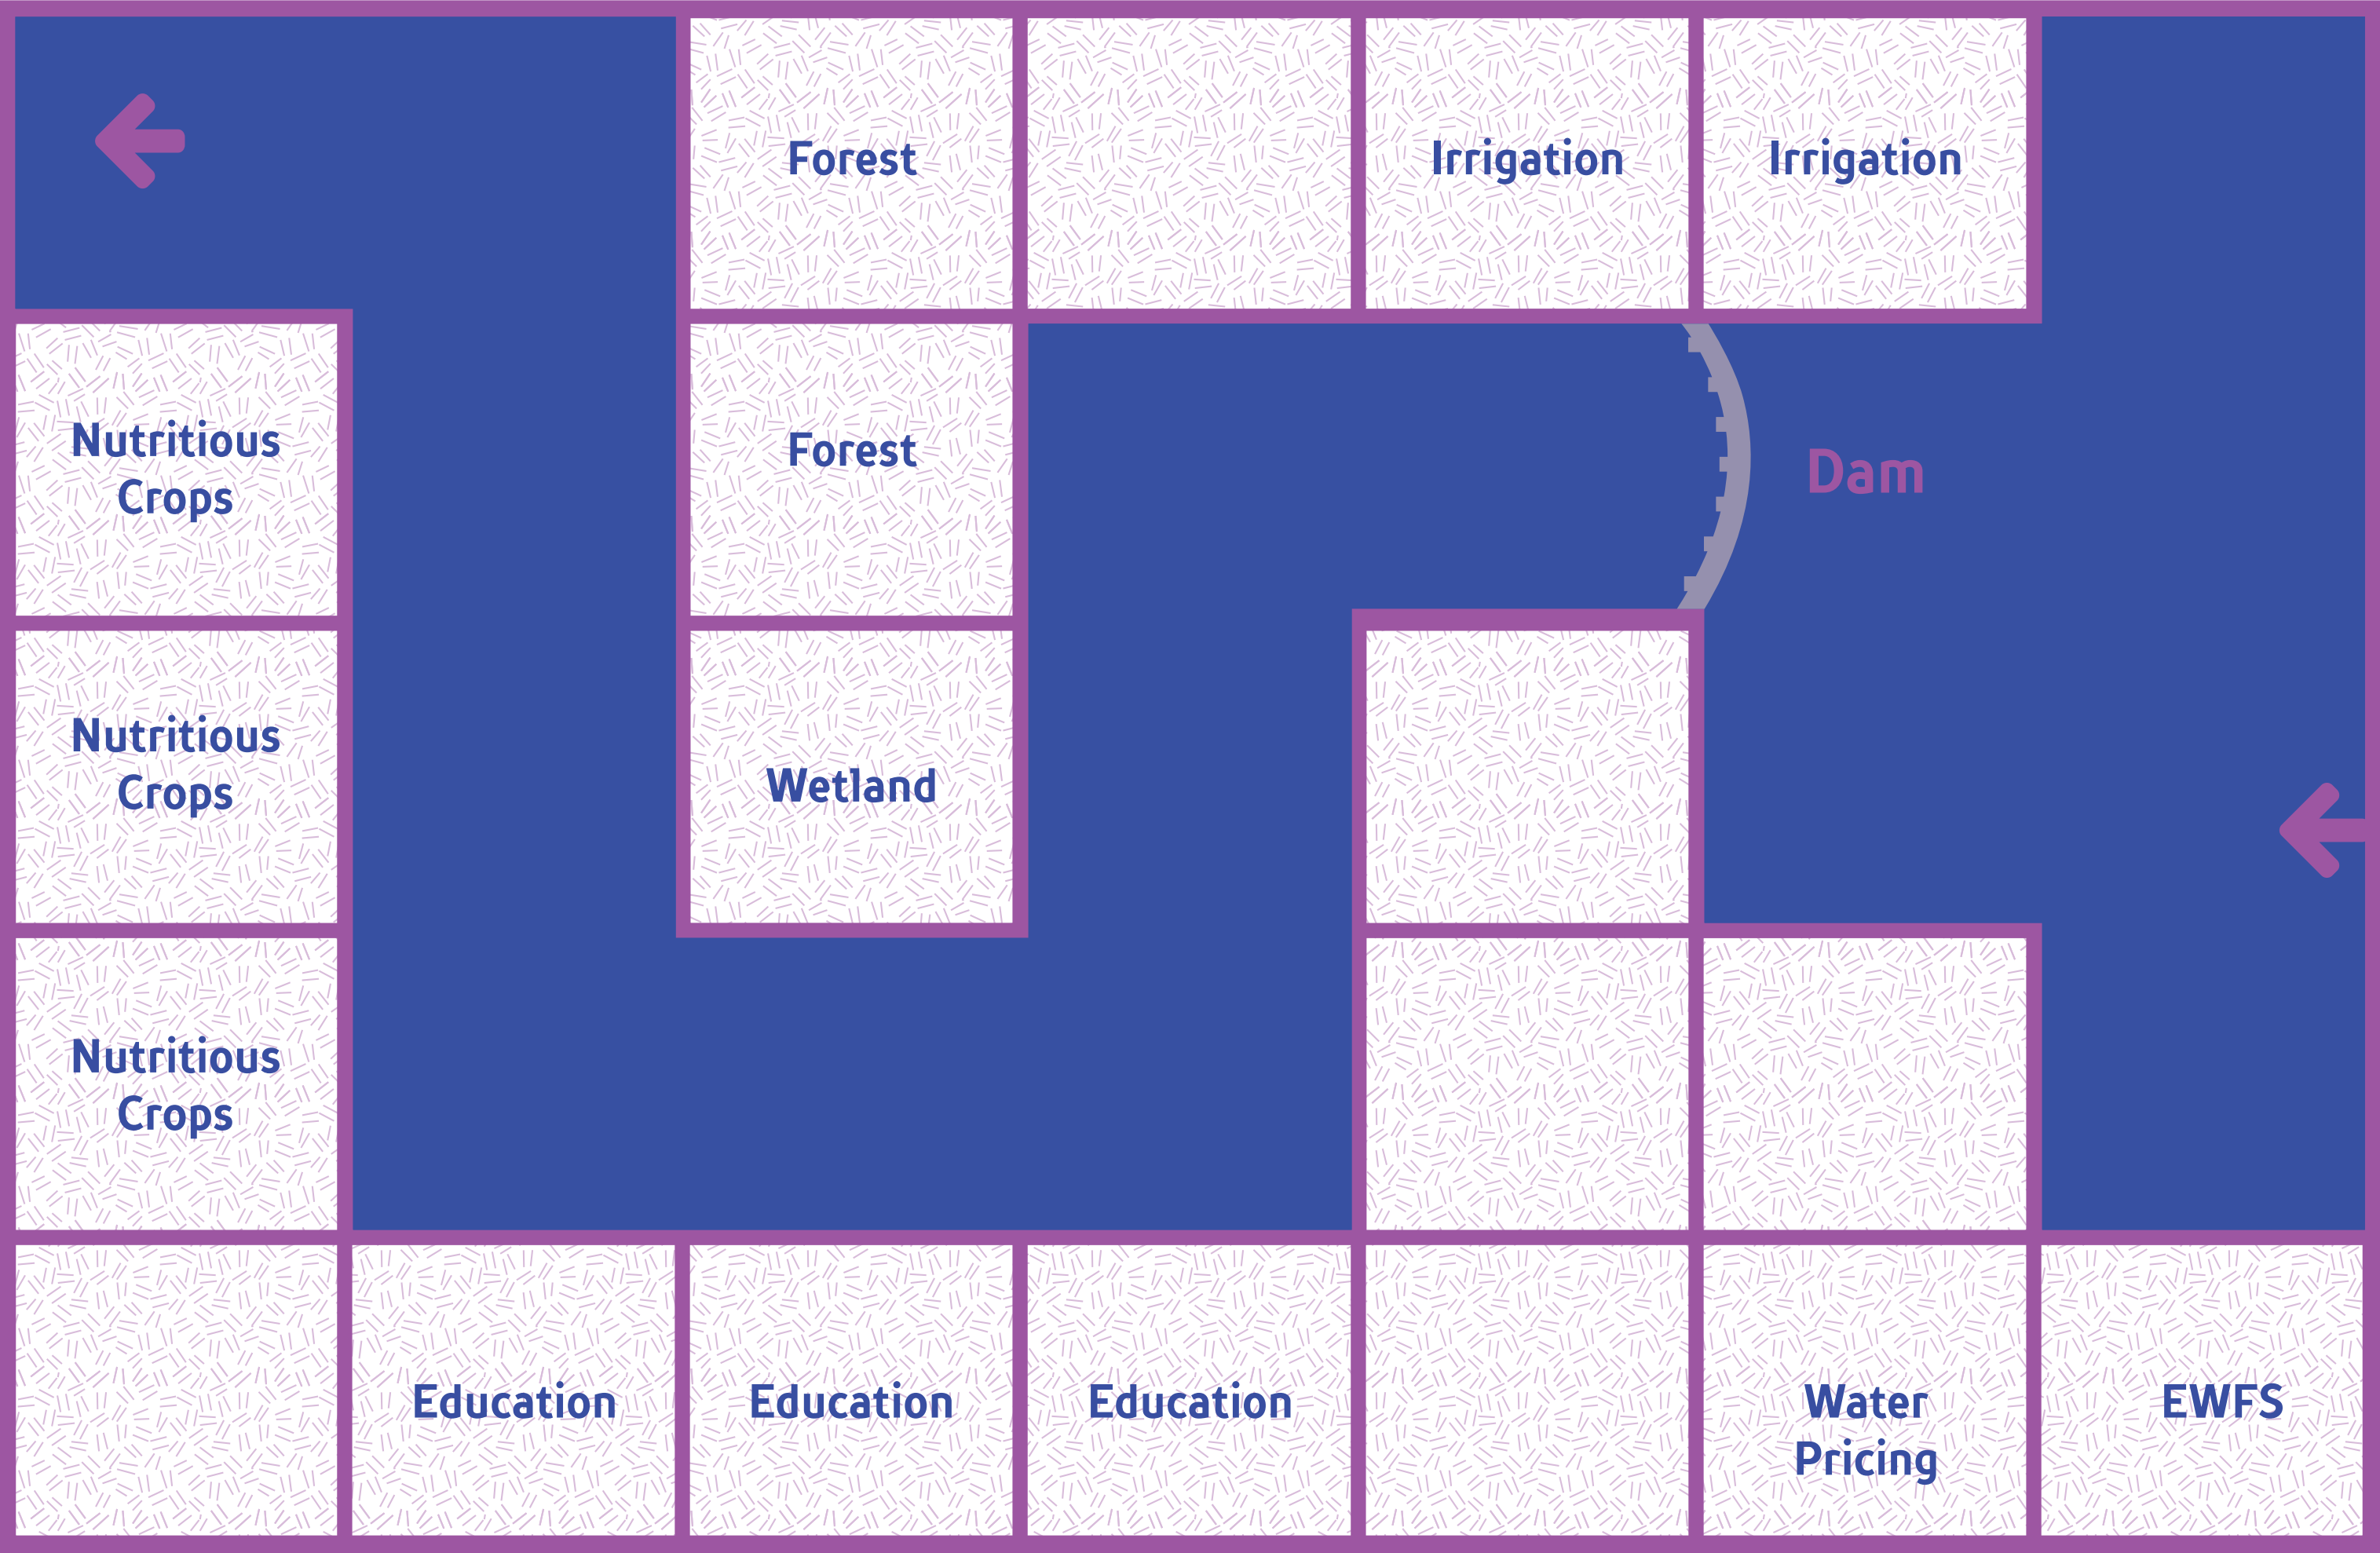 Forest
Irrigation
Irrigation
Nutritious
Crops
Forest
Dam
Nutritious
Crops
Wetland
Nutritious
Crops
Education
Education
Education
Water
Pricing
EWFS